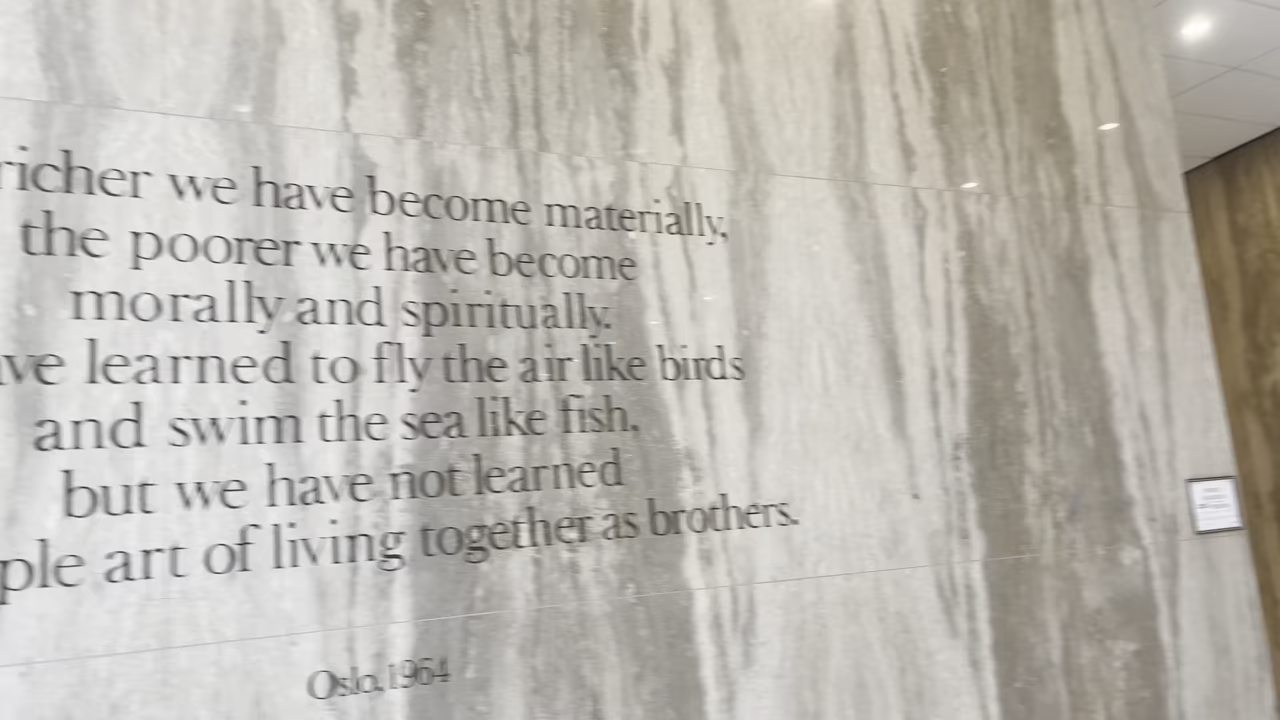 richer we have become materially,
the poorer we have become
morally and spiritually.
ve learned to fly the air like birds
and swim the sea like fish,
but we have not learned
ple art of living together as brothers.
Oslo, 1964